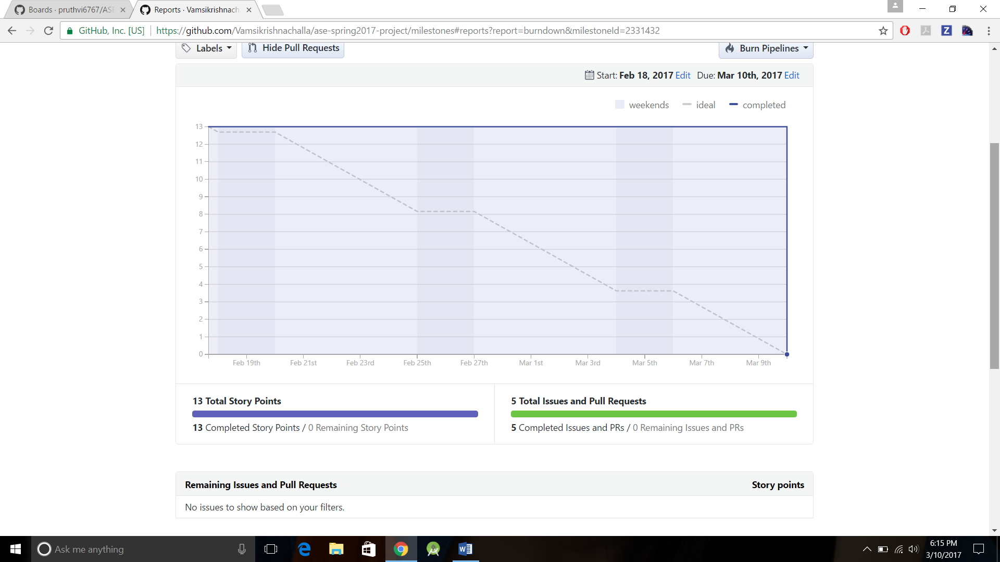 Boards · pruthvi6767/ASE
Reports · Vamsikrishnach
GitHub, Inc. [US]
https://github.com/Vamsikrishnachalla/ase-spring2017-project/milestones#reports?report=burndown&milestoneId=2331432
Labels
Hide Pull Requests
Burn Pipelines
Start: Feb 18, 2017 Edit Due: Mar 10th, 2017 Edit
weekends
ideal
completed
13
12
11
10
9
8
7
6
5
4
3
2
1
0
Feb 19th
Feb 21st
Feb 23rd
Feb 25th
Feb 27th
Mar 1st
Mar 3rd
Mar 5th
Mar 7th
Mar 9th
13 Total Story Points
13 Completed Story Points / 0 Remaining Story Points
5 Total Issues and Pull Requests
5 Completed Issues and PRs / 0 Remaining Issues and PRs
Remaining Issues and Pull Requests
Story points
No issues to show based on your filters.
Ask me anything
6:15 PM
3/10/2017